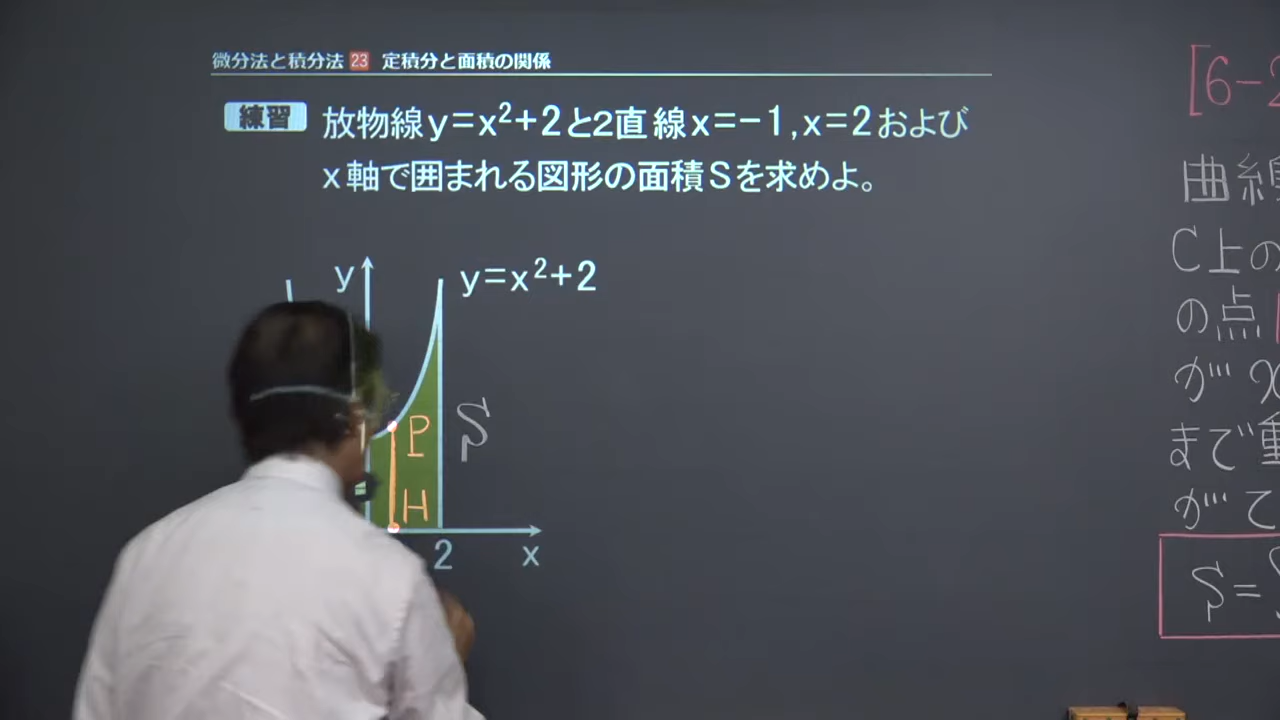 微分法と積分法 23 定積分と面積の関係
練習 放物線y=x²+2と2直線x=-1,x=2および
x軸で囲まれる図形の面積Sを求めよ。
y
y=x²+2
P
S
H
2
x
[6-2
曲線
C上の
の点
が x
まで重
がて
S=